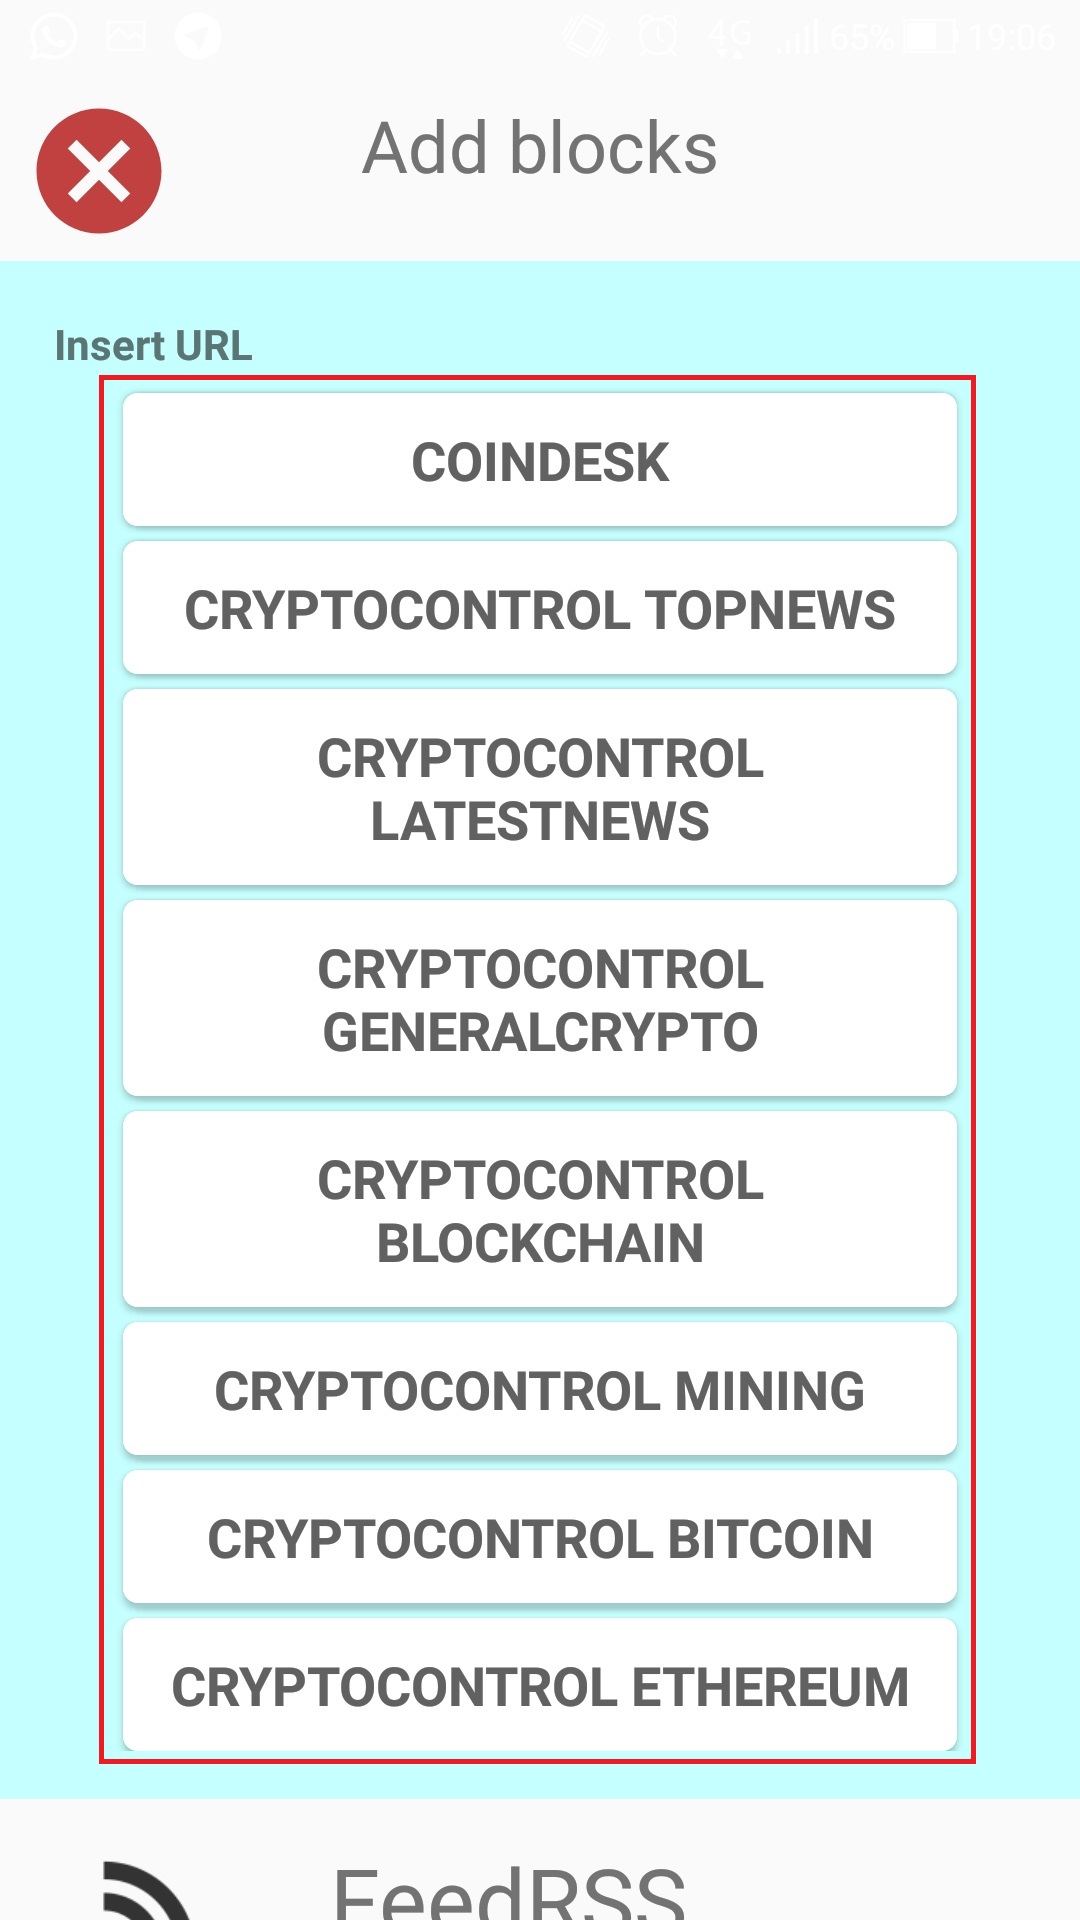 4G 65% 19:06
Add blocks
Insert URL
COINDESK
CRYPTOCONTROL TOPNEWS
CRYPTOCONTROL
LATESTNEWS
CRYPTOCONTROL
GENERALCRYPTO
CRYPTOCONTROL
BLOCKCHAIN
CRYPTOCONTROL MINING
CRYPTOCONTROL BITCOIN
CRYPTOCONTROL ETHEREUM
FeedRSS